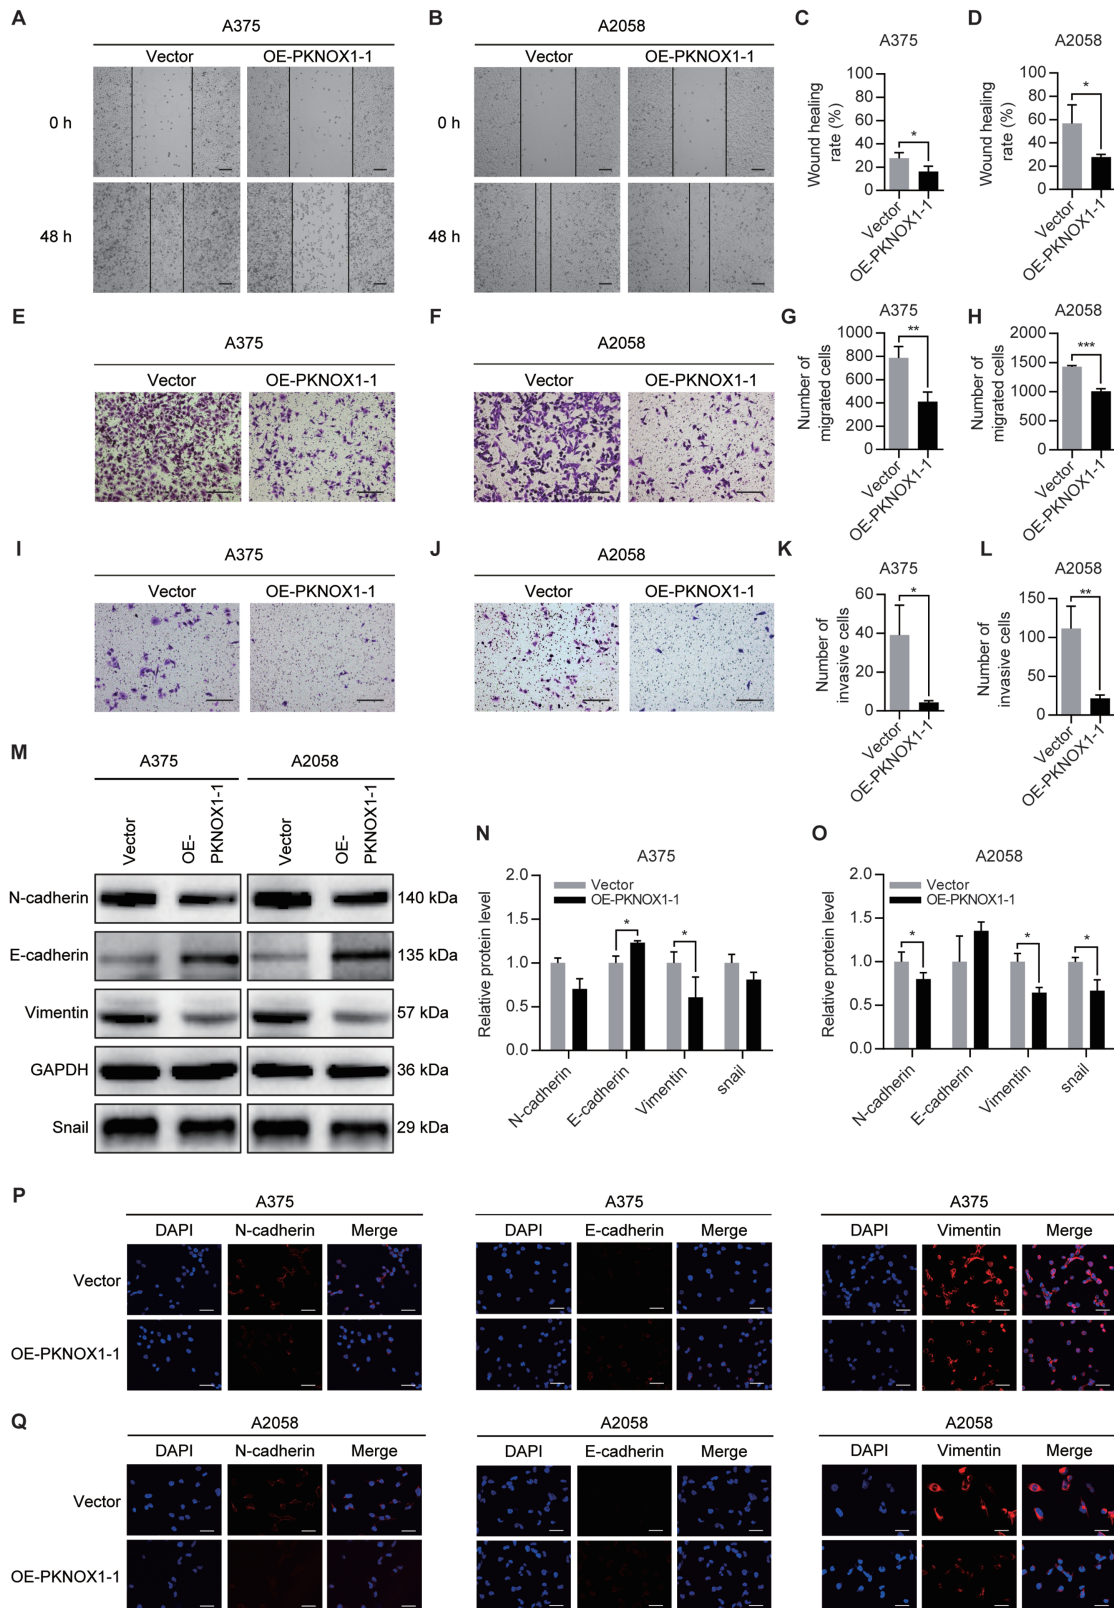 A
A375
Vector OE-PKNOX1-1
0 h
48 h
B
A2058
Vector OE-PKNOX1-1
0 h
48 h
C
A375
Wound healing
rate (%)
100
80
60
40
20
0
*
Vector
OE-PKNOX1-1
D
A2058
Wound healing
rate (%)
100
80
60
40
20
0
*
Vector
OE-PKNOX1-1
E
A375
Vector OE-PKNOX1-1
F
A2058
Vector OE-PKNOX1-1
G
A375
Number of
migrated cells
1000
800
600
400
200
0
**
Vector
OE-PKNOX1-1
H
A2058
Number of
migrated cells
2000
1500
1000
500
0
***
Vector
OE-PKNOX1-1
I
A375
Vector OE-PKNOX1-1
J
A2058
Vector OE-PKNOX1-1
K
A375
Number of
invasive cells
60
40
20
0
*
Vector
OE-PKNOX1-1
L
A2058
Number of
invasive cells
150
100
50
0
**
Vector
OE-PKNOX1-1
M
A375 A2058
Vector
OE-
PKNOX1-1
Vector
OE-
PKNOX1-1
N-cadherin 140 kDa
E-cadherin 135 kDa
Vimentin 57 kDa
GAPDH 36 kDa
Snail 29 kDa
N
A375
Relative protein level
2.0
1.5
1.0
0.5
0.0
Vector
OE-PKNOX1-1
* *
N-cadherin
E-cadherin
Vimentin
snail
O
A2058
Relative protein level
2.0
1.5
1.0
0.5
0.0
Vector
OE-PKNOX1-1
* * *
N-cadherin
E-cadherin
Vimentin
snail
P
A375 A375 A375
DAPI N-cadherin Merge DAPI E-cadherin Merge DAPI Vimentin Merge
Vector
OE-PKNOX1-1
Q
A2058 A2058 A2058
DAPI N-cadherin Merge DAPI E-cadherin Merge DAPI Vimentin Merge
Vector
OE-PKNOX1-1